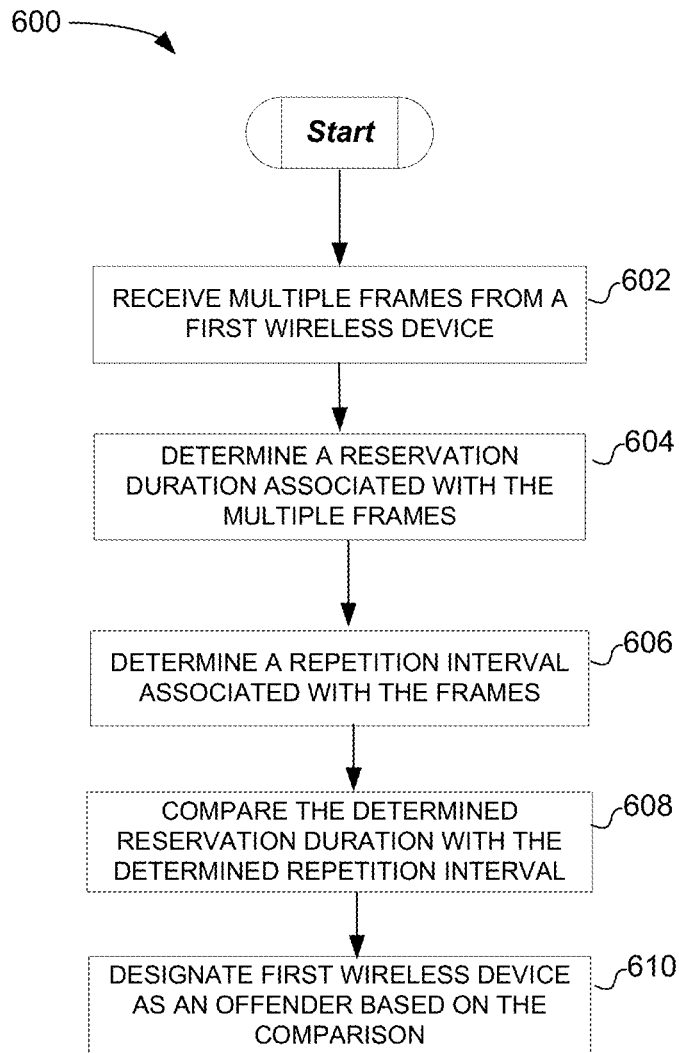 600
Start
RECEIVE MULTIPLE FRAMES FROM A
FIRST WIRELESS DEVICE
602
DETERMINE A RESERVATION
DURATION ASSOCIATED WITH THE
MULTIPLE FRAMES
604
DETERMINE A REPETITION INTERVAL
ASSOCIATED WITH THE FRAMES
606
COMPARE THE DETERMINED
RESERVATION DURATION WITH THE
DETERMINED REPETITION INTERVAL
608
DESIGNATE FIRST WIRELESS DEVICE
AS AN OFFENDER BASED ON THE
COMPARISON
610